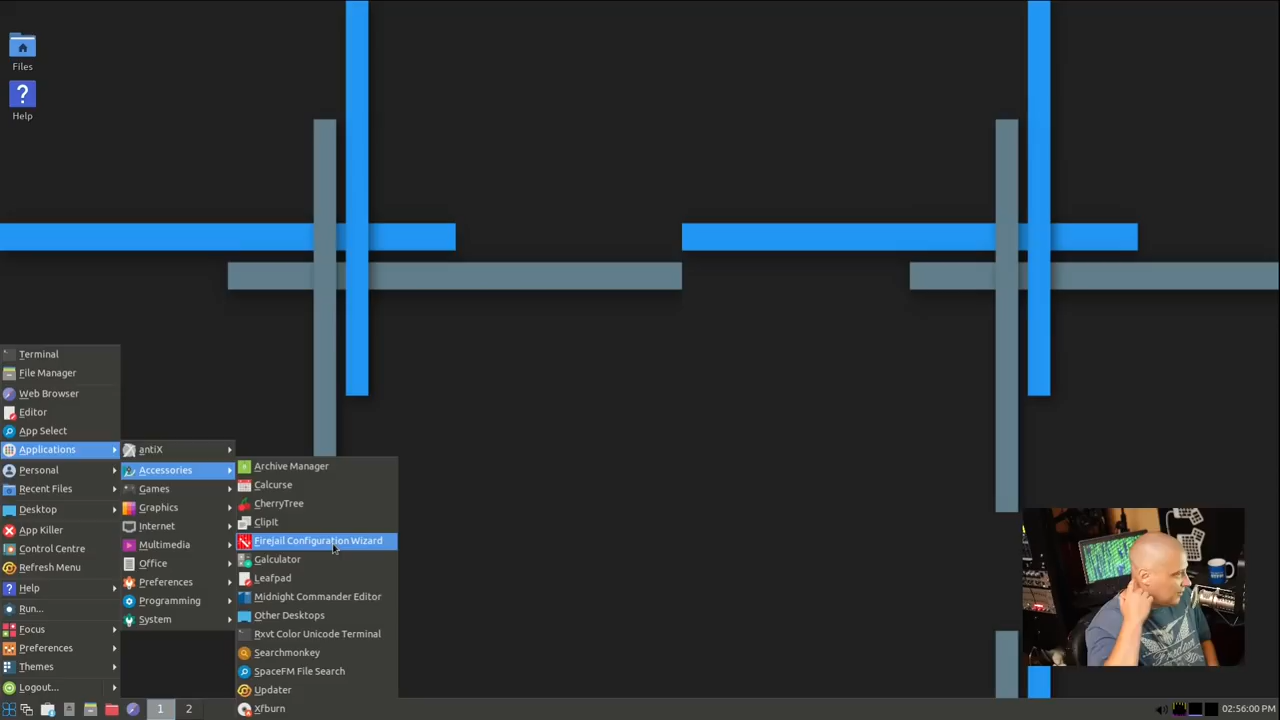 Files
Help
Terminal
File Manager
Web Browser
Editor
App Select
Applications
Personal
Recent Files
Desktop
App Killer
Control Centre
Refresh Menu
Help
Run...
Focus
Preferences
Themes
Logout...
antiX
Accessories
Games
Graphics
Internet
Multimedia
Office
Preferences
Programming
System
Archive Manager
Calcurse
CherryTree
ClipIt
Firejail Configuration Wizard
Galculator
Leafpad
Midnight Commander Editor
Other Desktops
Rxvt Color Unicode Terminal
Searchmonkey
SpaceFM File Search
Updater
Xfburn
1
2
02:56:00 PM